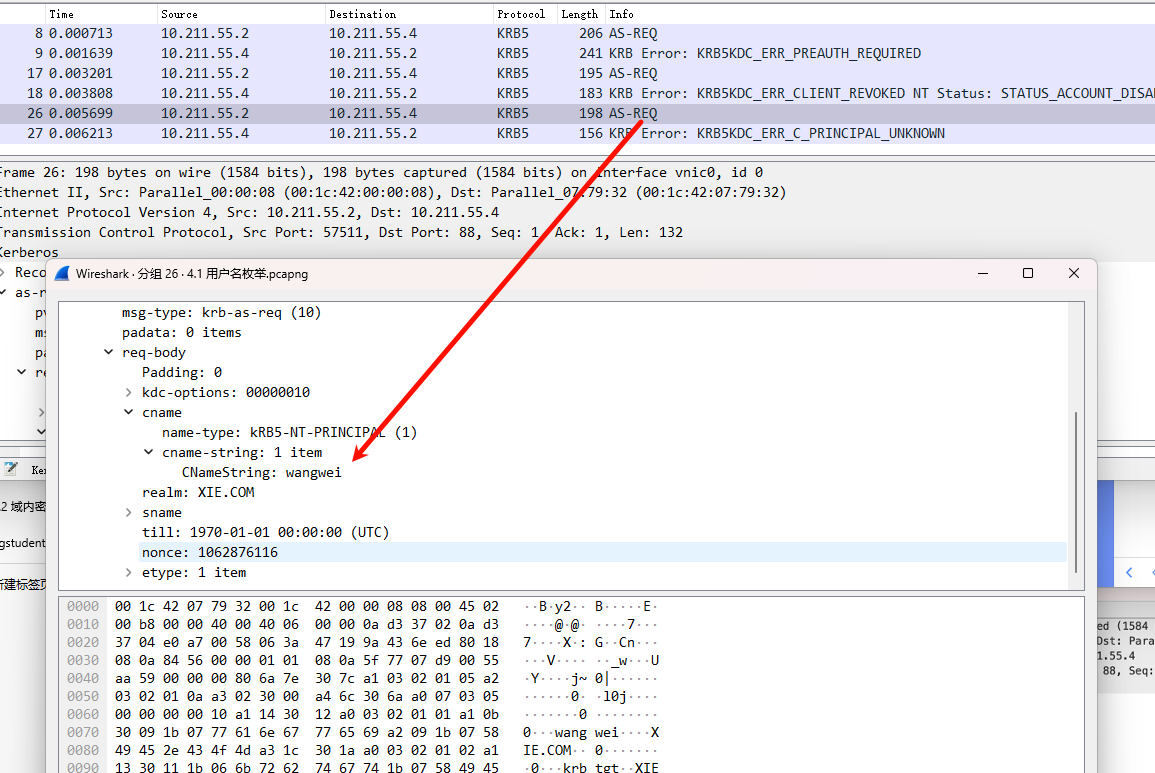 Time Source Destination Protocol Length Info
8 0.000713 10.211.55.2 10.211.55.4 KRB5 206 AS-REQ
9 0.001639 10.211.55.4 10.211.55.2 KRB5 241 KRB Error: KRB5KDC_ERR_PREAUTH_REQUIRED
17 0.003201 10.211.55.2 10.211.55.4 KRB5 195 AS-REQ
18 0.003808 10.211.55.4 10.211.55.2 KRB5 183 KRB Error: KRB5KDC_ERR_CLIENT_REVOKED NT Status: STATUS_ACCOUNT_DISA
26 0.005699 10.211.55.2 10.211.55.4 KRB5 198 AS-REQ
27 0.006213 10.211.55.4 10.211.55.2 KRB5 156 KRB Error: KRB5KDC_ERR_C_PRINCIPAL_UNKNOWN
Frame 26: 198 bytes on wire (1584 bits), 198 bytes captured (1584 bits) on interface vnic0, id 0
Ethernet II, Src: Parallel_00:00:08 (00:1c:42:00:00:08), Dst: Parallel_07:79:32 (00:1c:42:07:79:32)
Internet Protocol Version 4, Src: 10.211.55.2, Dst: 10.211.55.4
Transmission Control Protocol, Src Port: 57511, Dst Port: 88, Seq: 1, Ack: 1, Len: 132
Kerberos
Reco
as-r
pv
ms
pa
re
Wireshark · 分组 26 · 4.1 用户名枚举.pcapng
msg-type: krb-as-req (10)
padata: 0 items
req-body
Padding: 0
kdc-options: 00000010
cname
name-type: kRB5-NT-PRINCIPAL (1)
cname-string: 1 item
CNameString: wangwei
realm: XIE.COM
sname
till: 1970-01-01 00:00:00 (UTC)
nonce: 1062876116
etype: 1 item
Ker
2 域内密
gstudent
新建标签页
0000 00 1c 42 07 79 32 00 1c 42 00 00 08 08 00 45 02 ··B·y2·· B·····E·
0010 00 b8 00 00 40 00 40 06 00 00 0a d3 37 02 0a d3 ····@·@· ····7···
0020 37 04 e0 a7 00 58 06 3a 47 19 9a 43 6e ed 80 18 7····X·: G··Cn···
0030 08 0a 84 56 00 00 01 01 08 0a 5f 77 07 d9 00 55 ···V···· ··_w···U
0040 aa 59 00 00 00 80 6a 7e 30 7c a1 03 02 01 05 a2 ·Y····j~ 0|······
0050 03 02 01 0a a3 02 30 00 a4 6c 30 6a a0 07 03 05 ······0· ·l0j····
0060 00 00 00 00 10 a1 14 30 12 a0 03 02 01 01 a1 0b ·······0 ········
0070 30 09 1b 07 77 61 6e 67 77 65 69 a2 09 1b 07 58 0···wang wei····X
0080 49 45 2e 43 4f 4d a3 1c 30 1a a0 03 02 01 02 a1 IE.COM·· 0·······
0090 13 30 11 1b 06 6b 72 62 74 67 74 1b 07 58 49 45 ·0···krb tgt··XIE
ed (1584
Dst: Para
1.55.4
88, Seq: